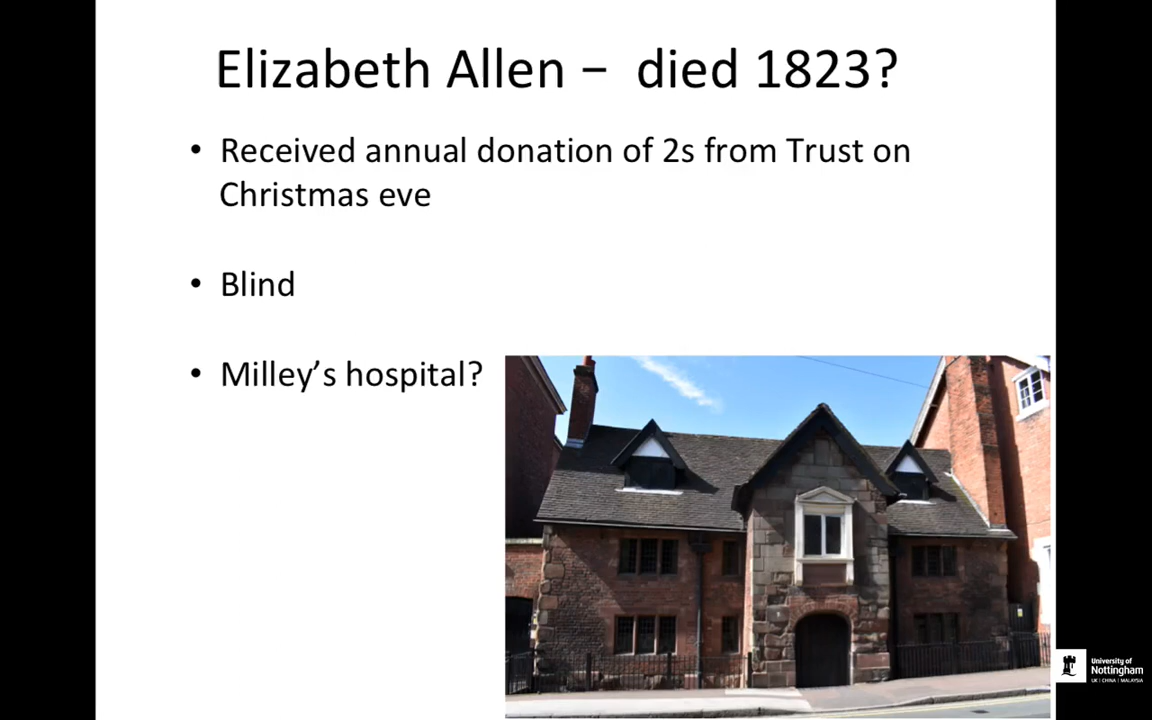 Elizabeth Allen – died 1823?
• Received annual donation of 2s from Trust on
Christmas eve
• Blind
• Milley’s hospital?
University of
Nottingham
UK | CHINA | MALAYSIA